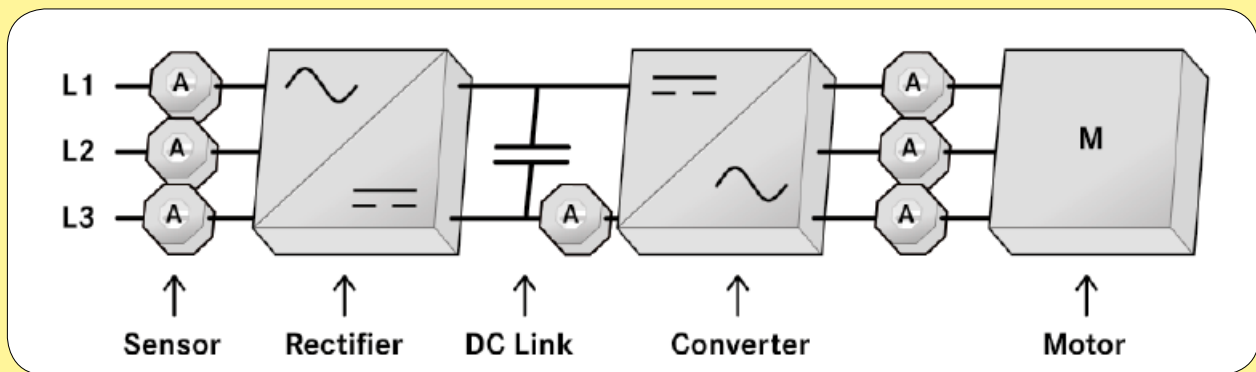 L1 A A
L2 A A M
L3 A A A
Sensor Rectifier DC Link Converter Motor